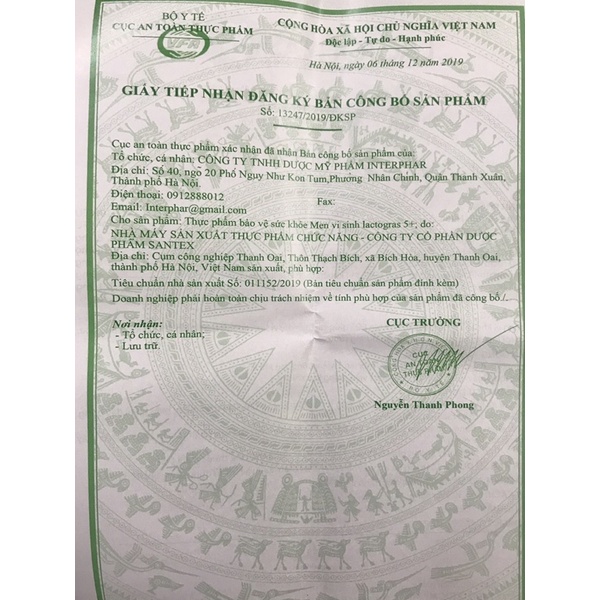 BỘ Y TẾ
CỤC AN TOÀN THỰC PHẨM
VFA
CỘNG HÒA XÃ HỘI CHỦ NGHĨA VIỆT NAM
Độc lập - Tự do - Hạnh phúc
Hà Nội, ngày 06 tháng 12 năm 2019
GIẤY TIẾP NHẬN ĐĂNG KÝ BẢN CÔNG BỐ SẢN PHẨM
Số: 13247/2019/ĐKSP
Cục an toàn thực phẩm xác nhận đã nhận Bản công bố sản phẩm của:
Tổ chức, cá nhân: CÔNG TY TNHH DƯỢC MỸ PHẨM INTERPHAR
Địa chỉ: Số 40, ngõ 20 Phố Ngụy Như Kon Tum,Phường Nhân Chính, Quận Thanh Xuân,
Thành phố Hà Nội.
Điện thoại: 0912888012 Fax:
Email: Interphar@gmail.com
Cho sản phẩm: Thực phẩm bảo vệ sức khỏe Men vi sinh lactogras 5+; do:
NHÀ MÁY SẢN XUẤT THỰC PHẨM CHỨC NĂNG - CÔNG TY CỔ PHẦN DƯỢC
PHẨM SANTEX
Địa chỉ: Cụm công nghiệp Thanh Oai, Thôn Thạch Bích, xã Bích Hòa, huyện Thanh Oai,
thành phố Hà Nội, Việt Nam sản xuất, phù hợp:
Tiêu chuẩn nhà sản xuất Số: 011152/2019 (Bản tiêu chuẩn sản phẩm đính kèm)
Doanh nghiệp phải hoàn toàn chịu trách nhiệm về tính phù hợp của sản phẩm đã công bố./.
Nơi nhận:
- Tổ chức, cá nhân;
- Lưu trữ.
CỤC TRƯỞNG
CỤC
AN TOÀN
THỰC PHẨM
BỘ Y TẾ
Nguyễn Thanh Phong